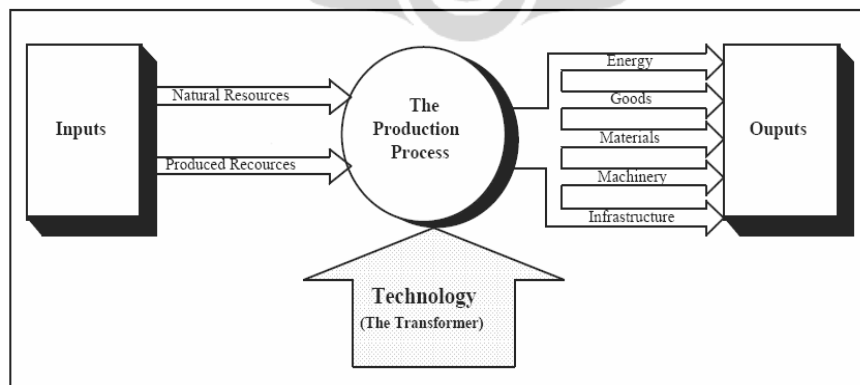 Inputs
Natural Resources
Produced Recources
The
Production
Process
Technology
(The Transformer)
Energy
Goods
Materials
Machinery
Infrastructure
Ouputs